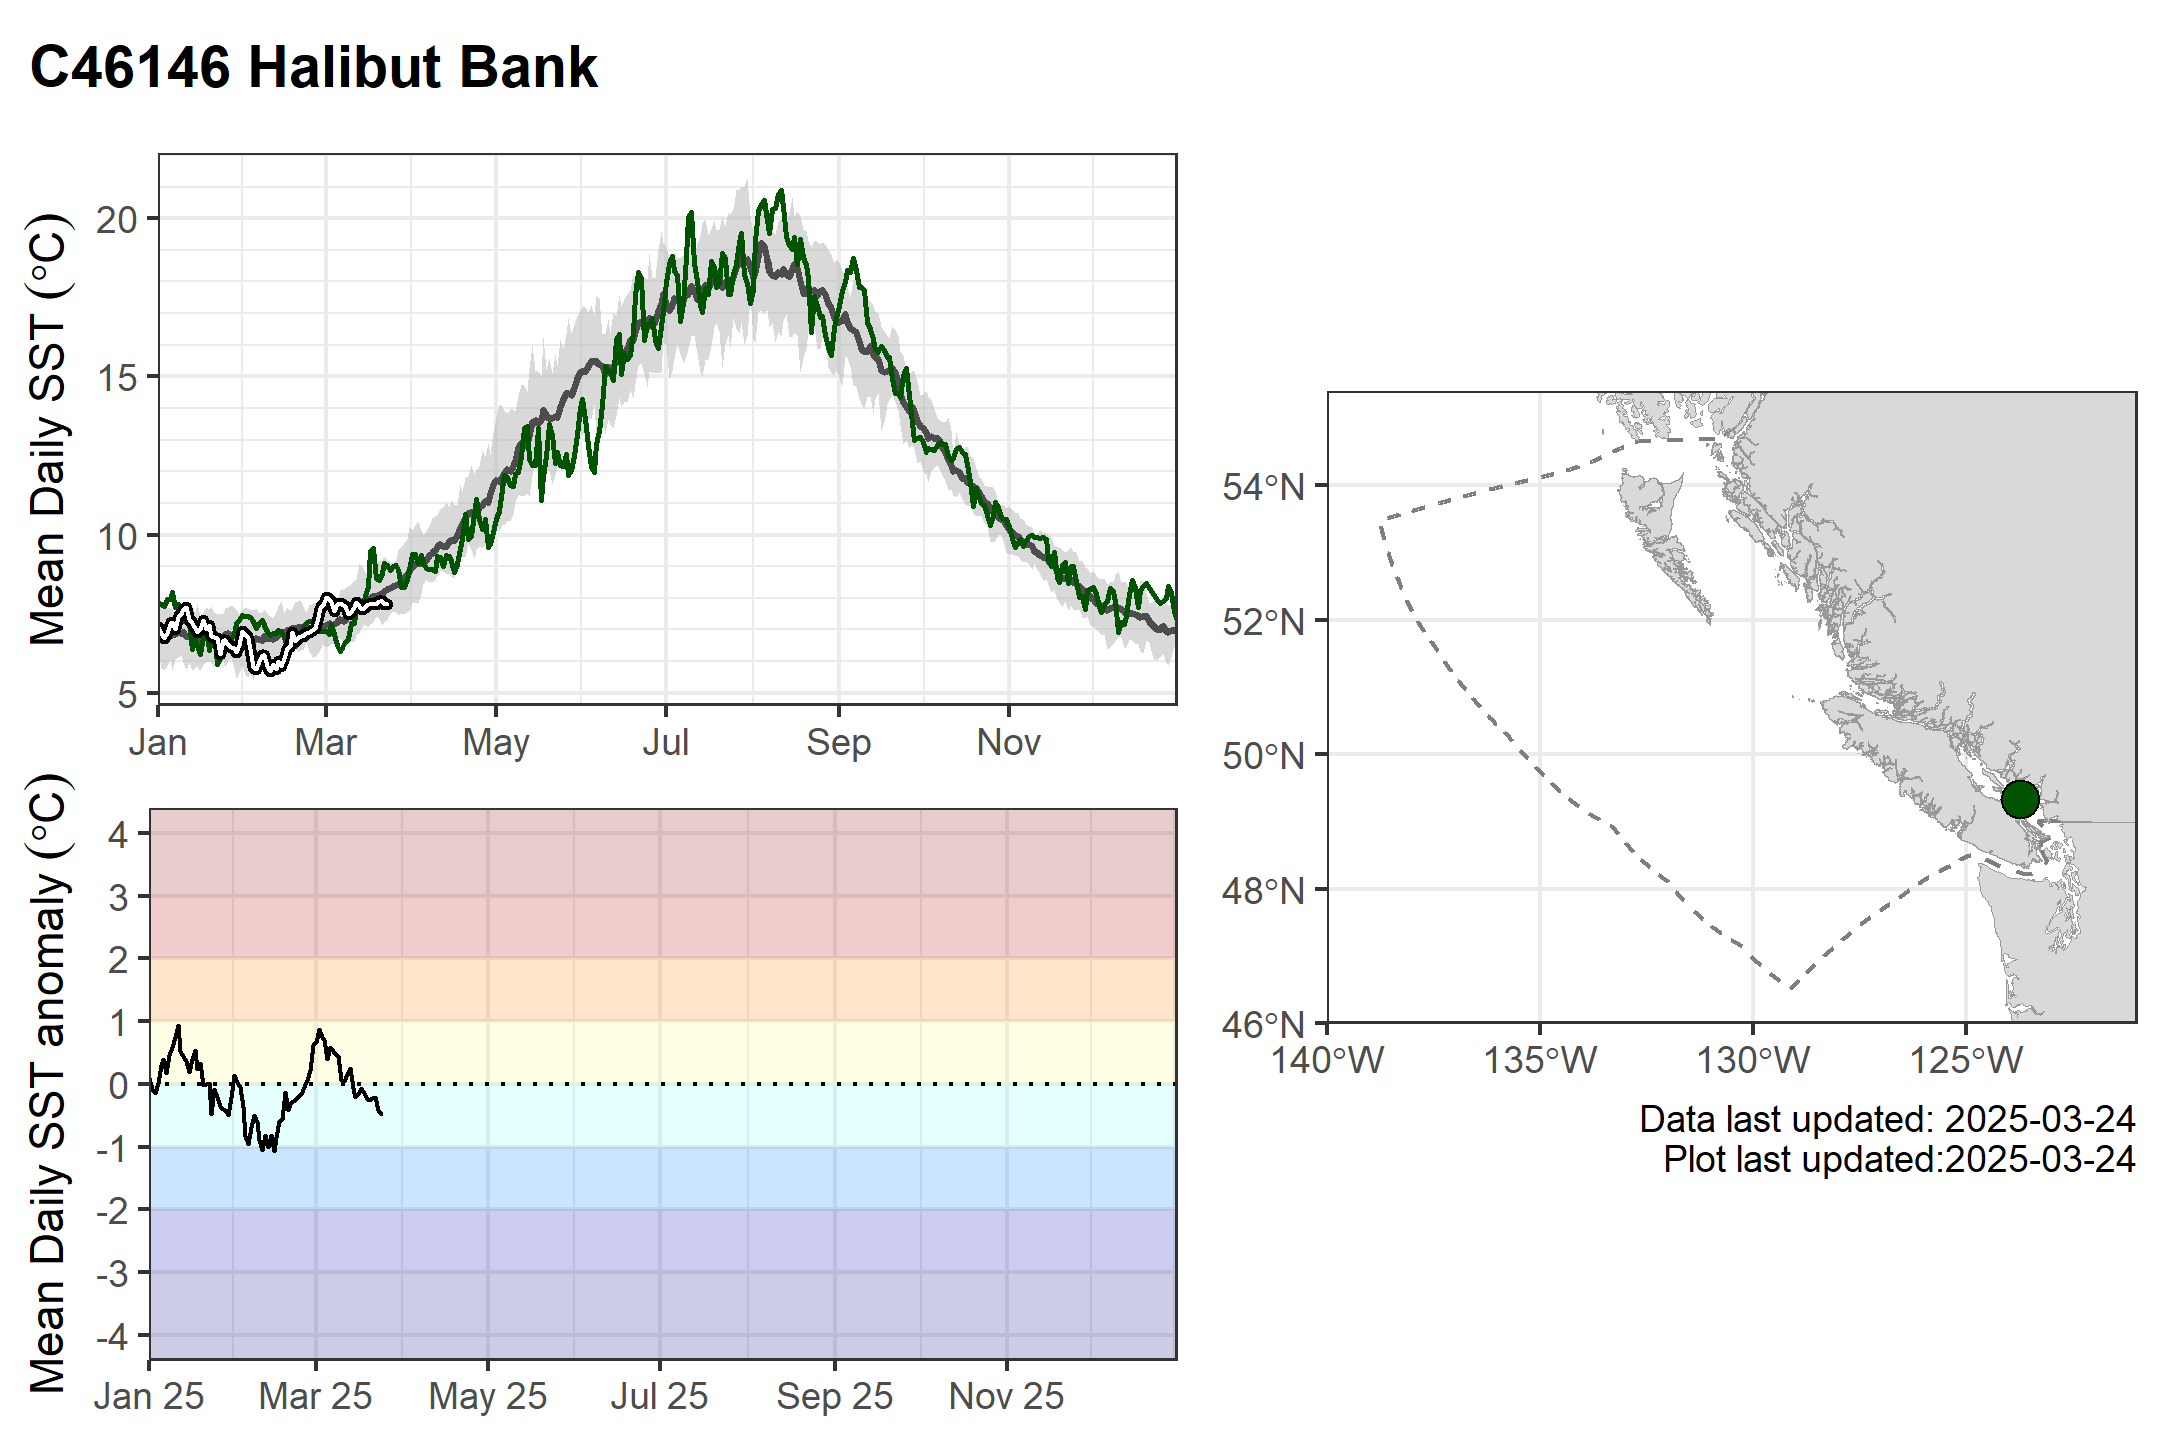 C46146 Halibut Bank
Mean Daily SST (°C)
20
15
10
5
Jan Mar May Jul Sep Nov
Mean Daily SST anomaly (°C)
4
3
2
1
0
-1
-2
-3
-4
Jan 25 Mar 25 May 25 Jul 25 Sep 25 Nov 25
54°N
52°N
50°N
48°N
46°N
140°W 135°W 130°W 125°W
Data last updated: 2025-03-24
Plot last updated:2025-03-24